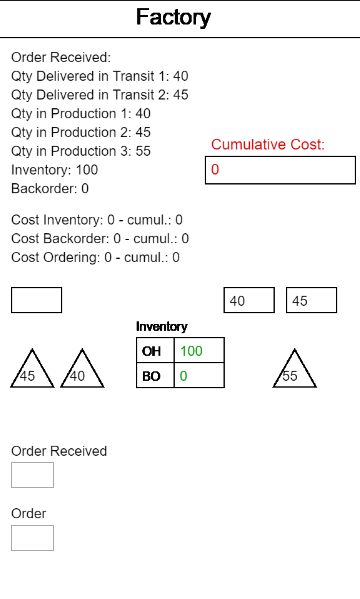 Factory
Order Received:
Qty Delivered in Transit 1: 40
Qty Delivered in Transit 2: 45
Qty in Production 1: 40
Qty in Production 2: 45
Qty in Production 3: 55
Inventory: 100
Backorder: 0
Cumulative Cost:
0
Cost Inventory: 0 - cumul.: 0
Cost Backorder: 0 - cumul.: 0
Cost Ordering: 0 - cumul.: 0
40 45
Inventory
OH 100
BO 0
45 40 55
Order Received
Order